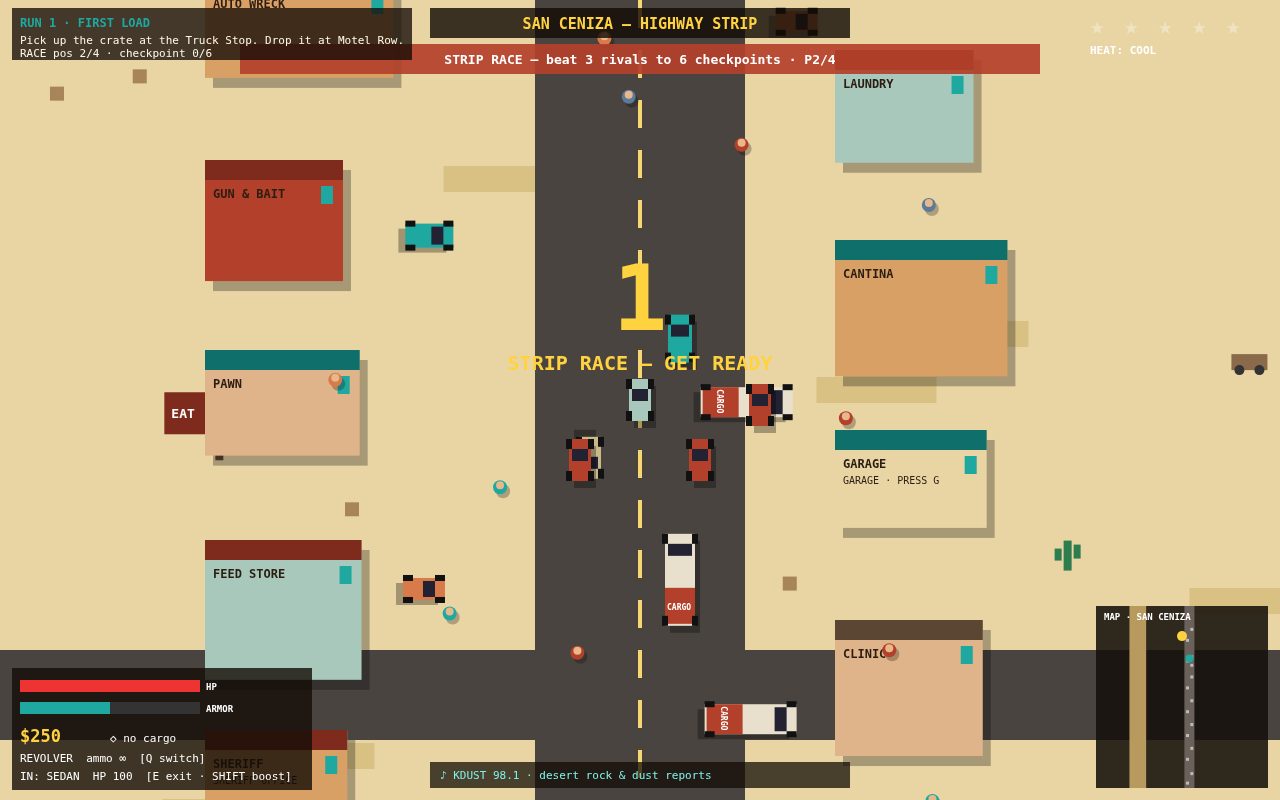 AUTO WRECK
RUN 1 · FIRST LOAD
Pick up the crate at the Truck Stop. Drop it at Motel Row.
RACE pos 2/4 · checkpoint 0/6
SAN CENIZA — HIGHWAY STRIP
★ ★ ★ ★ ★
HEAT: COOL
STRIP RACE — beat 3 rivals to 6 checkpoints · P2/4
LAUNDRY
GUN & BAIT
CANTINA
1
STRIP RACE — GET READY
PAWN
EAT
CARGO
GARAGE
GARAGE · PRESS G
FEED STORE
CARGO
CLINIC
MAP · SAN CENIZA
CARGO
HP
ARMOR
$250 ◇ no cargo
REVOLVER ammo ∞ [Q switch]
SHERIFF
IN: SEDAN HP 100 [E exit · SHIFT boost]
♪ KDUST 98.1 · desert rock & dust reports